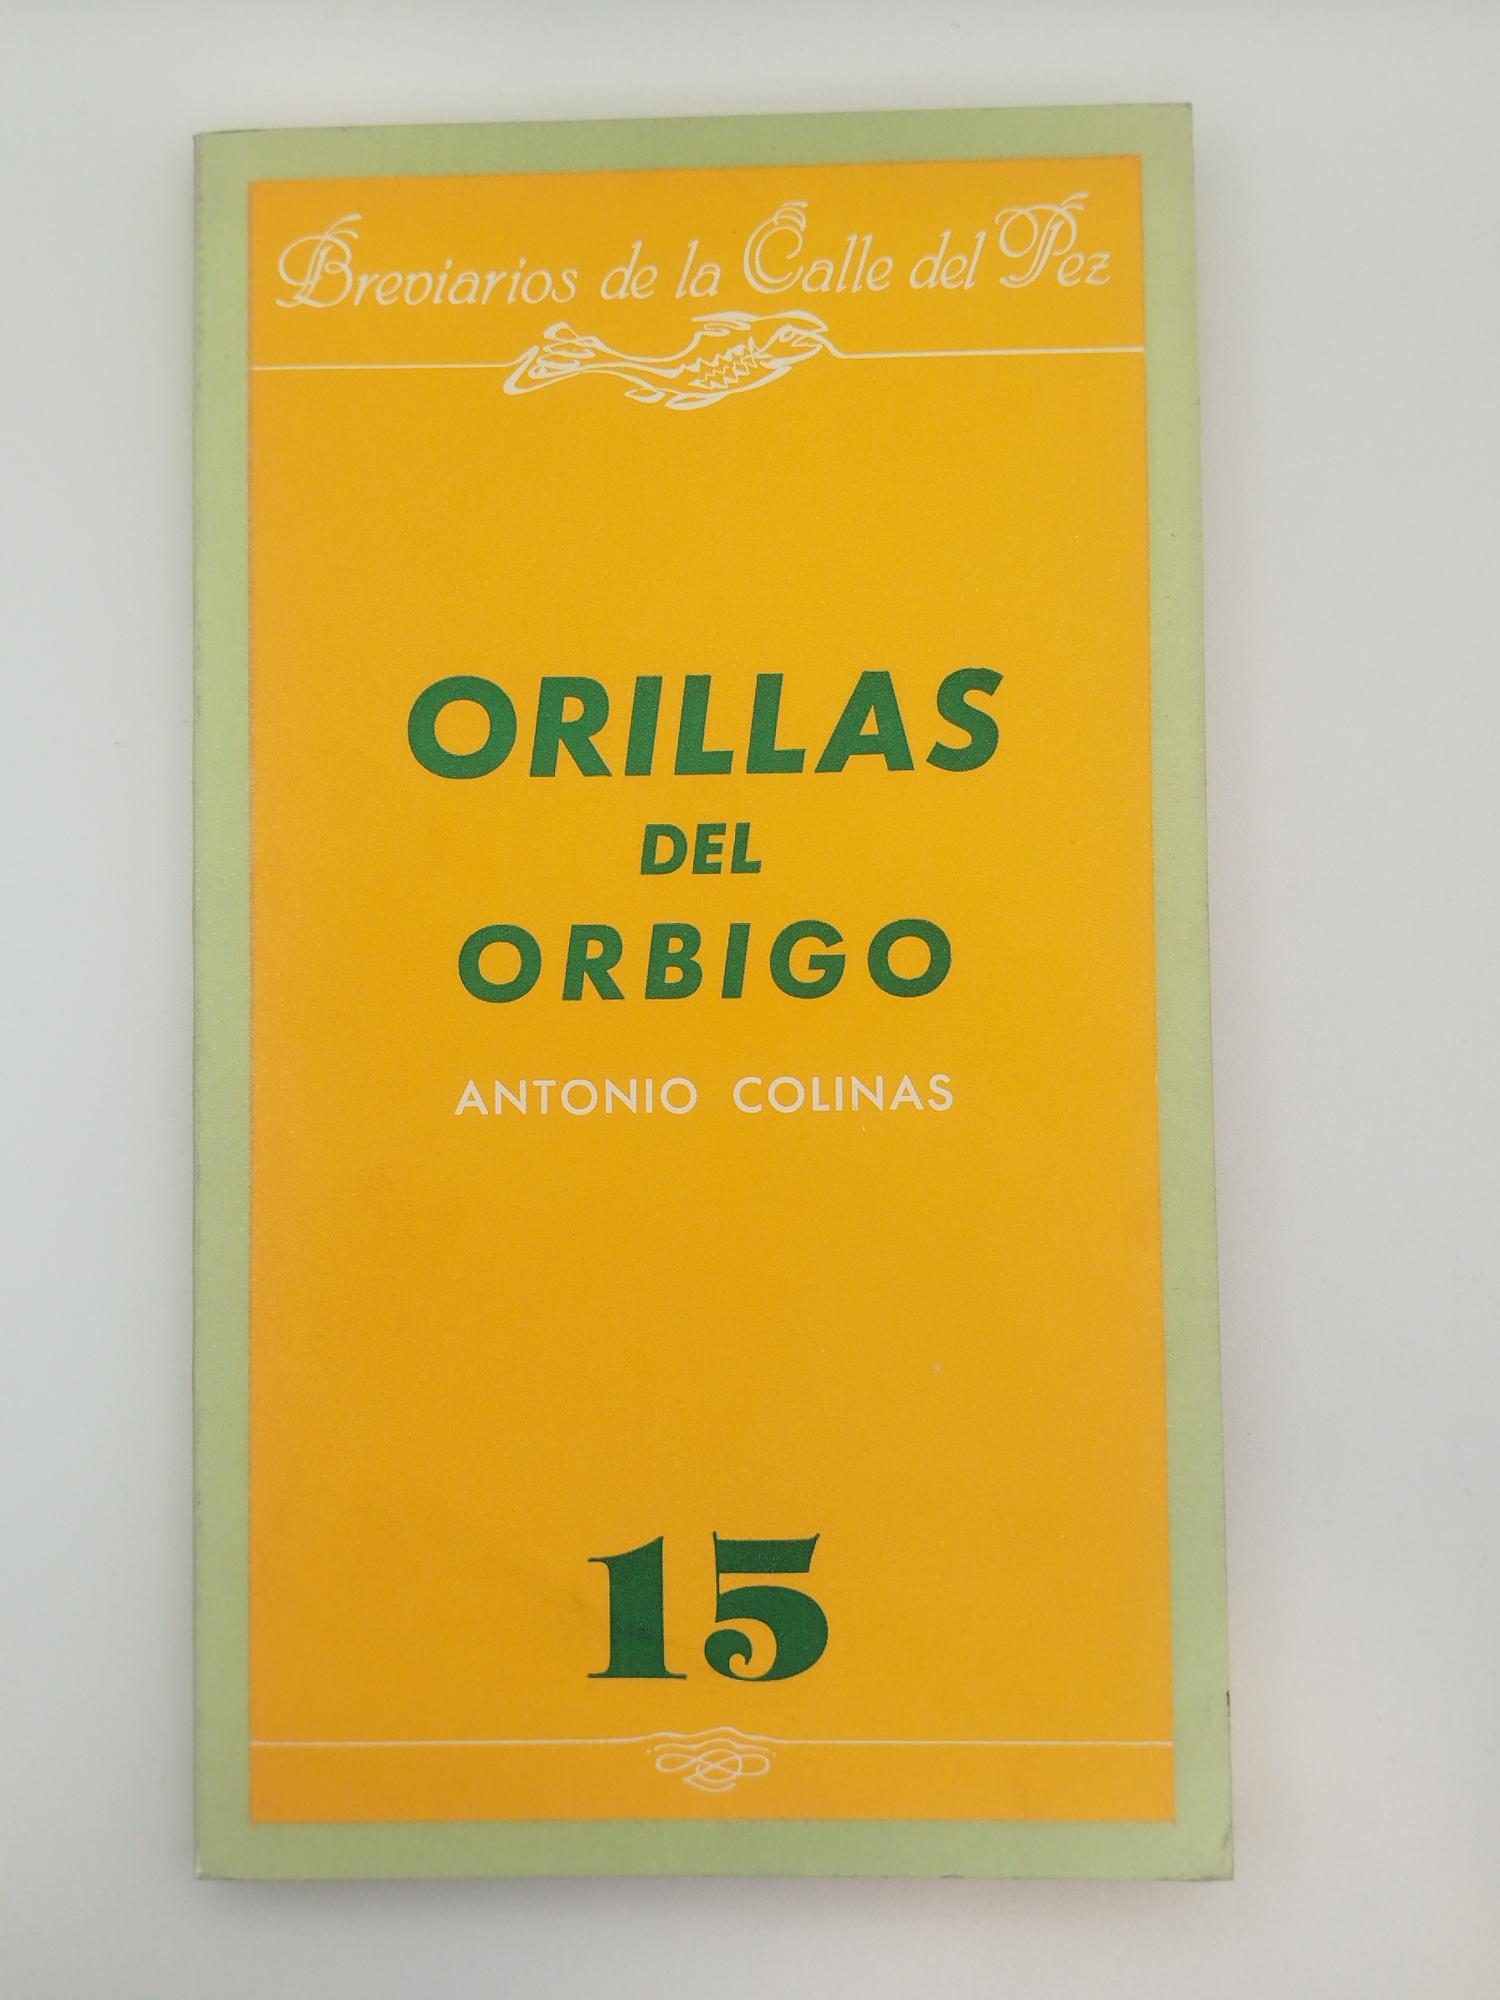 Breviarios de la Calle del Pez
ORILLAS
DEL
ORBIGO
ANTONIO COLINAS
15